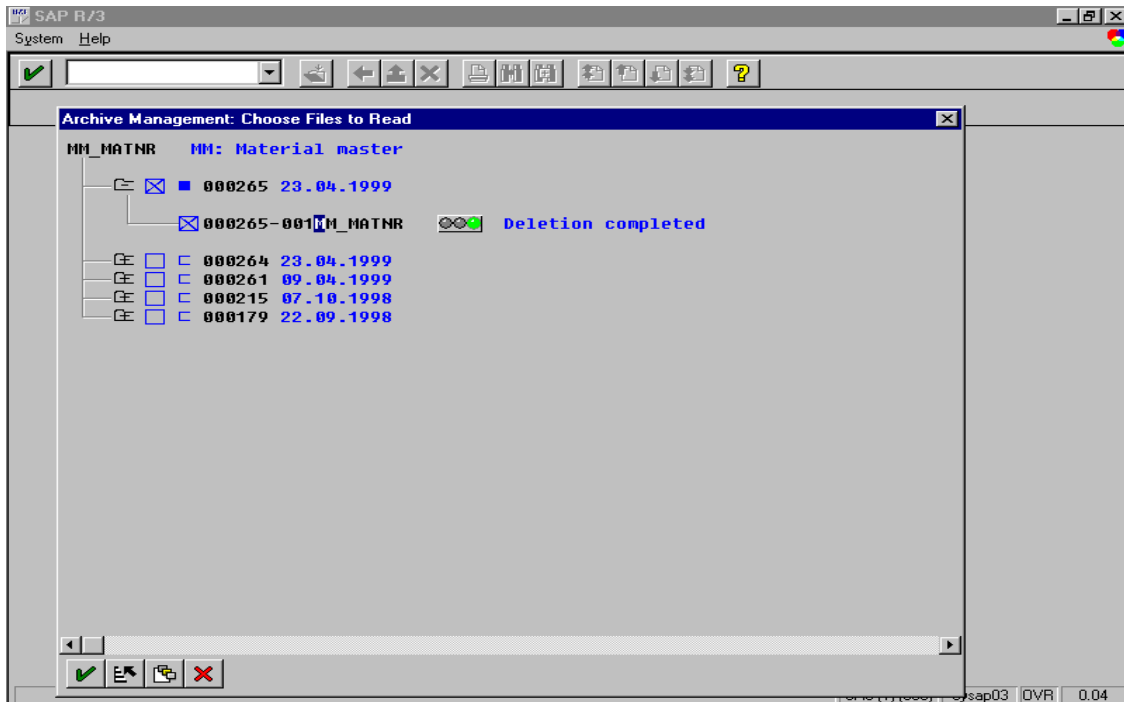 SAP R/3
System Help
Archive Management: Choose Files to Read
MM_MATNR MM: Material master
000265 23.04.1999
000265-001MM_MATNR Deletion completed
000264 23.04.1999
000261 09.04.1999
000215 07.10.1998
000179 22.09.1998
sap03 OVR 0.04